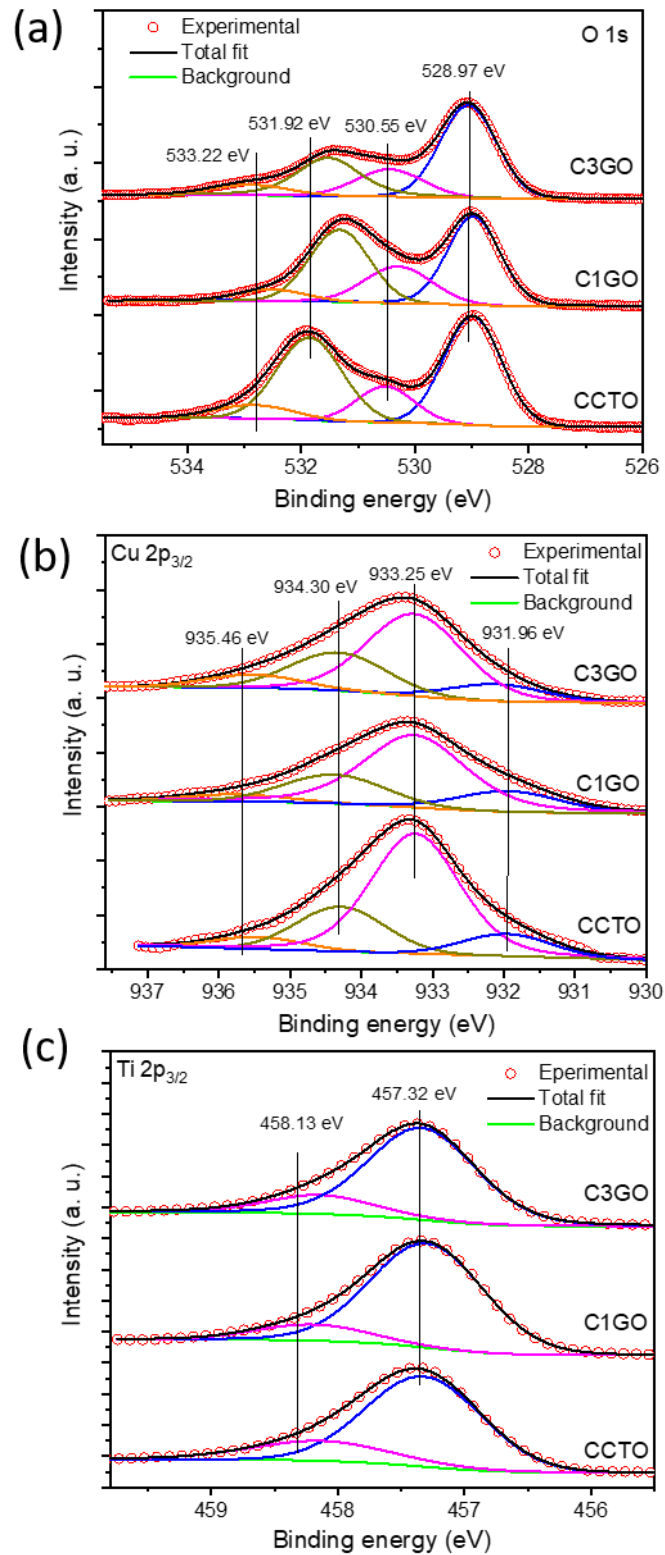 (a)
Experimental
Total fit
Background
O 1s
528.97 eV
531.92 eV
530.55 eV
533.22 eV
C3GO
C1GO
CCTO
Intensity (a. u.)
534
532
530
528
526
Binding energy (eV)
(b)
Cu 2p3/2
Experimental
Total fit
Background
934.30 eV
933.25 eV
935.46 eV
931.96 eV
C3GO
C1GO
CCTO
Intensity (a. u.)
937
936
935
934
933
932
931
930
Binding energy (eV)
(c)
Ti 2p3/2
Eperimental
Total fit
Background
457.32 eV
458.13 eV
C3GO
C1GO
CCTO
Intensity (a. u.)
459
458
457
456
Binding energy (eV)